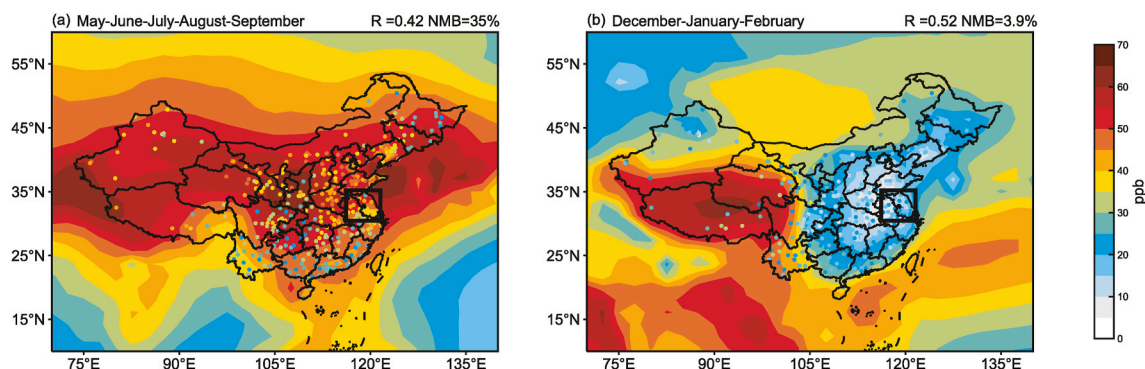 (a) May-June-July-August-September R =0.42 NMB=35%
55°N
45°N
35°N
25°N
15°N
75°E 90°E 105°E 120°E 135°E
(b) December-January-February R =0.52 NMB=3.9%
55°N
45°N
35°N
25°N
15°N
75°E 90°E 105°E 120°E 135°E
70
60
50
40
30
20
10
0
ppb